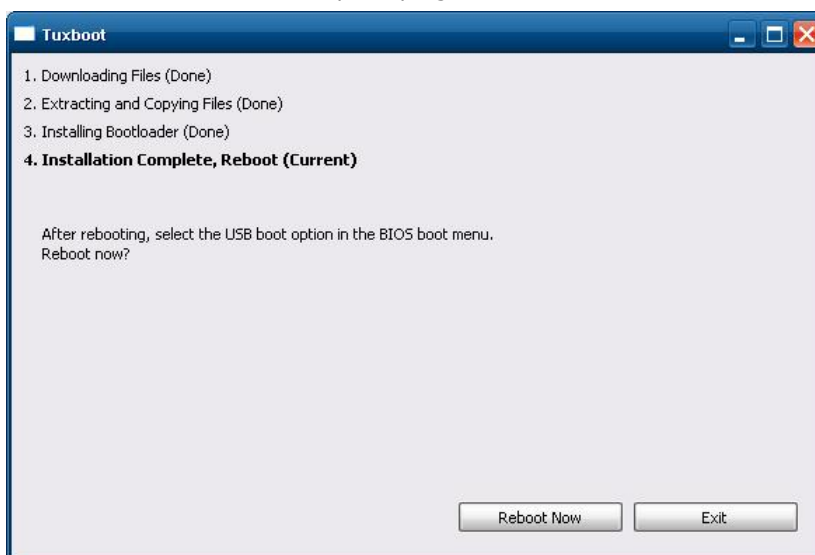 Tuxboot
1. Downloading Files (Done)
2. Extracting and Copying Files (Done)
3. Installing Bootloader (Done)
4. Installation Complete, Reboot (Current)
After rebooting, select the USB boot option in the BIOS boot menu.
Reboot now?
Reboot Now
Exit